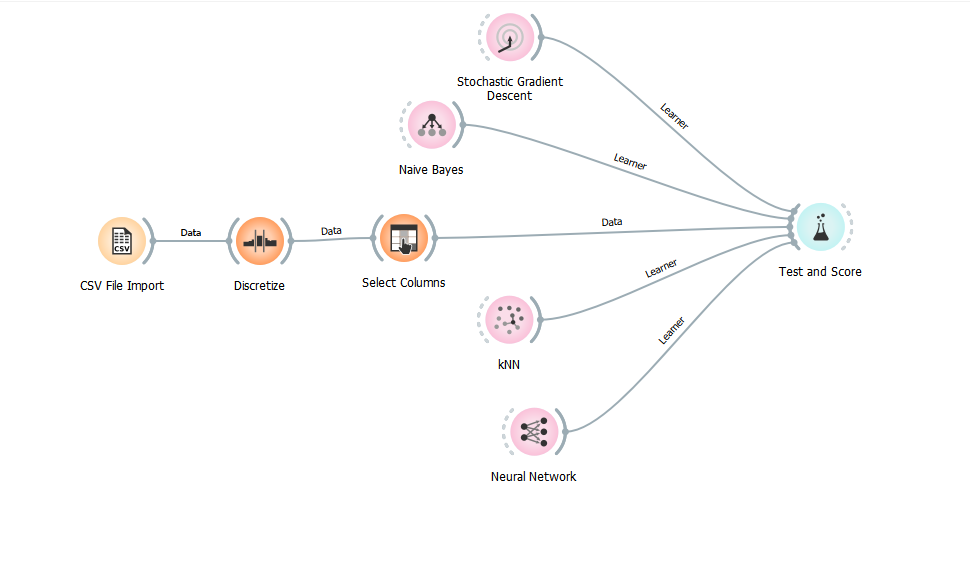 Stochastic Gradient
Descent
Learner
Naive Bayes
Learner
CSV
CSV File Import
Data
Discretize
Data
Select Columns
Data
Test and Score
Learner
kNN
Learner
Neural Network